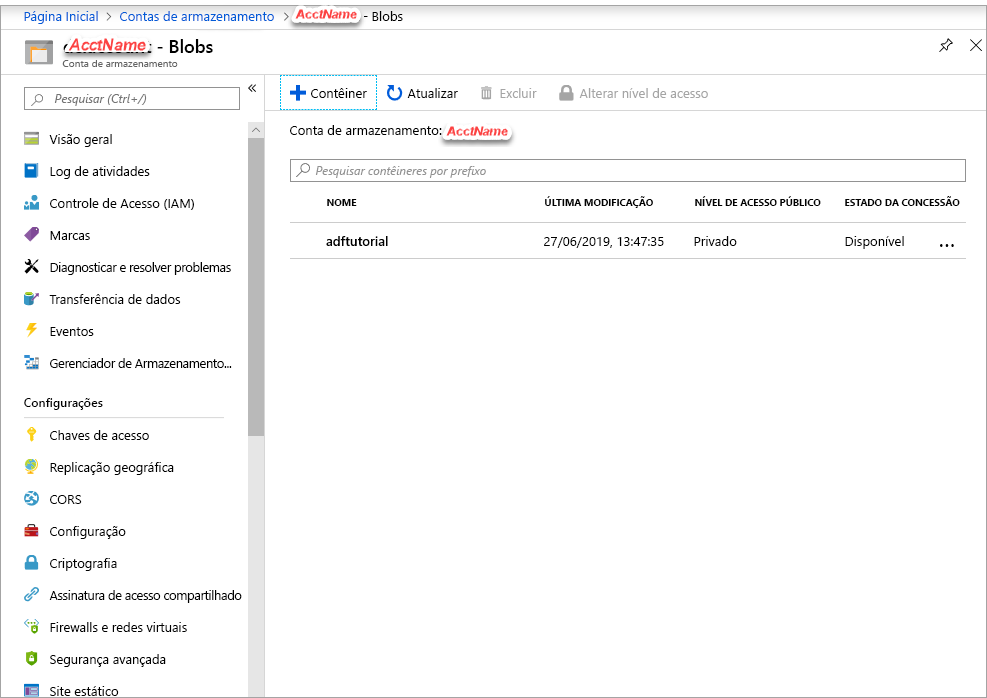 Página Inicial > Contas de armazenamento > AcctName - Blobs
AcctName - Blobs
Conta de armazenamento
Pesquisar (Ctrl+/)
«
Visão geral
Log de atividades
Controle de Acesso (IAM)
Marcas
Diagnosticar e resolver problemas
Transferência de dados
Eventos
Gerenciador de Armazenamento...
Configurações
Chaves de acesso
Replicação geográfica
CORS
Configuração
Criptografia
Assinatura de acesso compartilhado
Firewalls e redes virtuais
Segurança avançada
Site estático
Contêiner Atualizar Excluir Alterar nível de acesso
Conta de armazenamento: AcctName
Pesquisar contêineres por prefixo
NOME ÚLTIMA MODIFICAÇÃO NÍVEL DE ACESSO PÚBLICO ESTADO DA CONCESSÃO
adftutorial 27/06/2019, 13:47:35 Privado Disponível ...